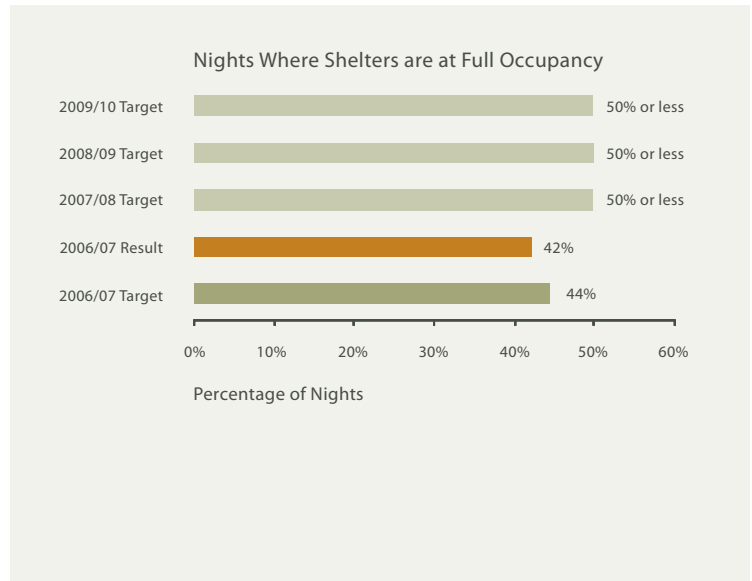 Nights Where Shelters are at Full Occupancy
2009/10 Target 50% or less
2008/09 Target 50% or less
2007/08 Target 50% or less
2006/07 Result 42%
2006/07 Target 44%
0% 10% 20% 30% 40% 50% 60%
Percentage of Nights